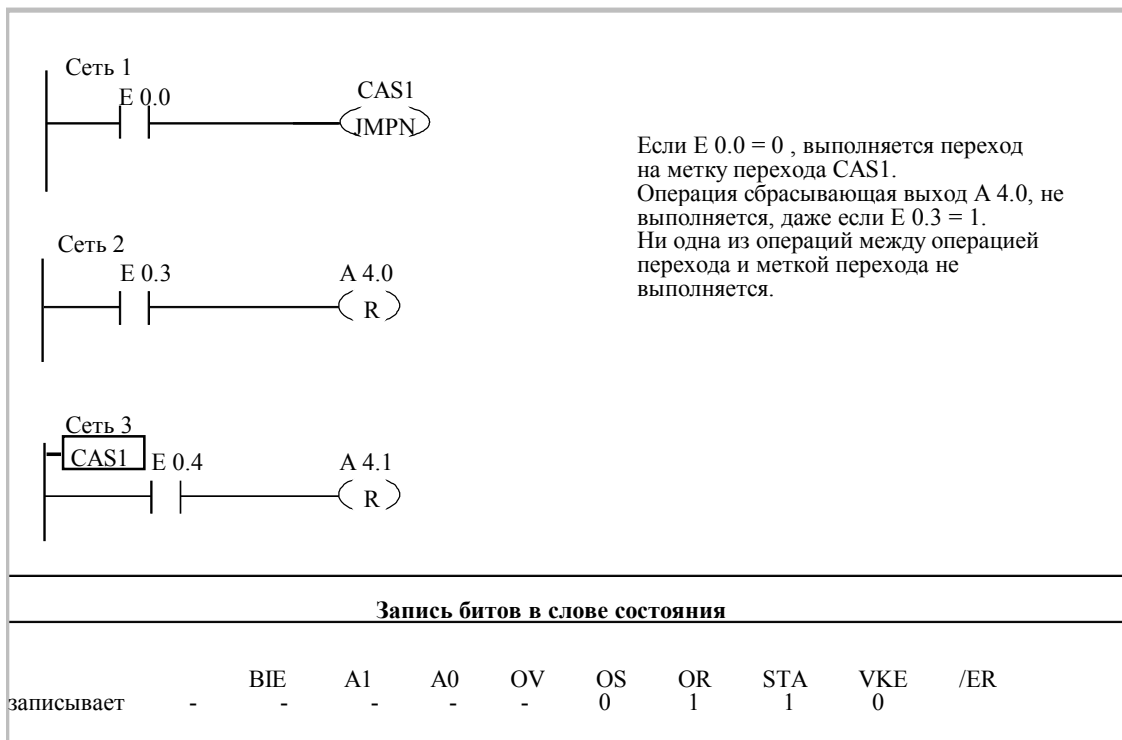 Сеть 1
E 0.0
CAS1
JMPN
Если E 0.0 = 0 , выполняется переход
на метку перехода CAS1.
Операция сбрасывающая выход A 4.0, не
выполняется, даже если E 0.3 = 1.
Ни одна из операций между операцией
перехода и меткой перехода не
выполняется.
Сеть 2
E 0.3
A 4.0
R
Сеть 3
CAS1
E 0.4
A 4.1
R
Запись битов в слове состояния
BIE A1 A0 OV OS OR STA VKE /ER
записывает - - - - - 0 1 1 0